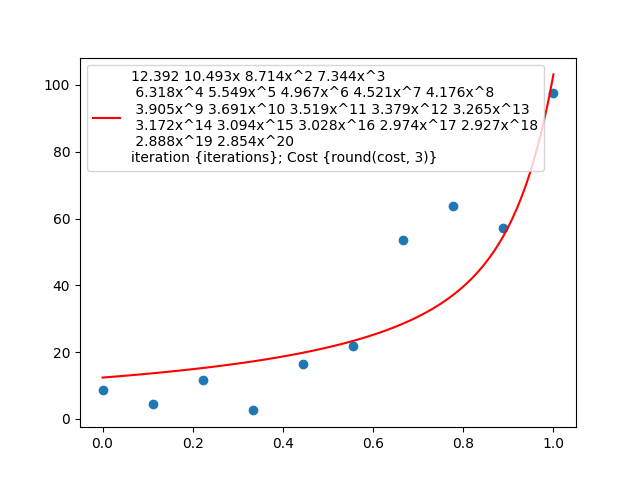 12.392 10.493x 8.714x^2 7.344x^3
6.318x^4 5.549x^5 4.967x^6 4.521x^7 4.176x^8
3.905x^9 3.691x^10 3.519x^11 3.379x^12 3.265x^13
3.172x^14 3.094x^15 3.028x^16 2.974x^17 2.927x^18
2.888x^19 2.854x^20
iteration {iterations}; Cost {round(cost, 3)}
100
80
60
40
20
0
0.0 0.2 0.4 0.6 0.8 1.0